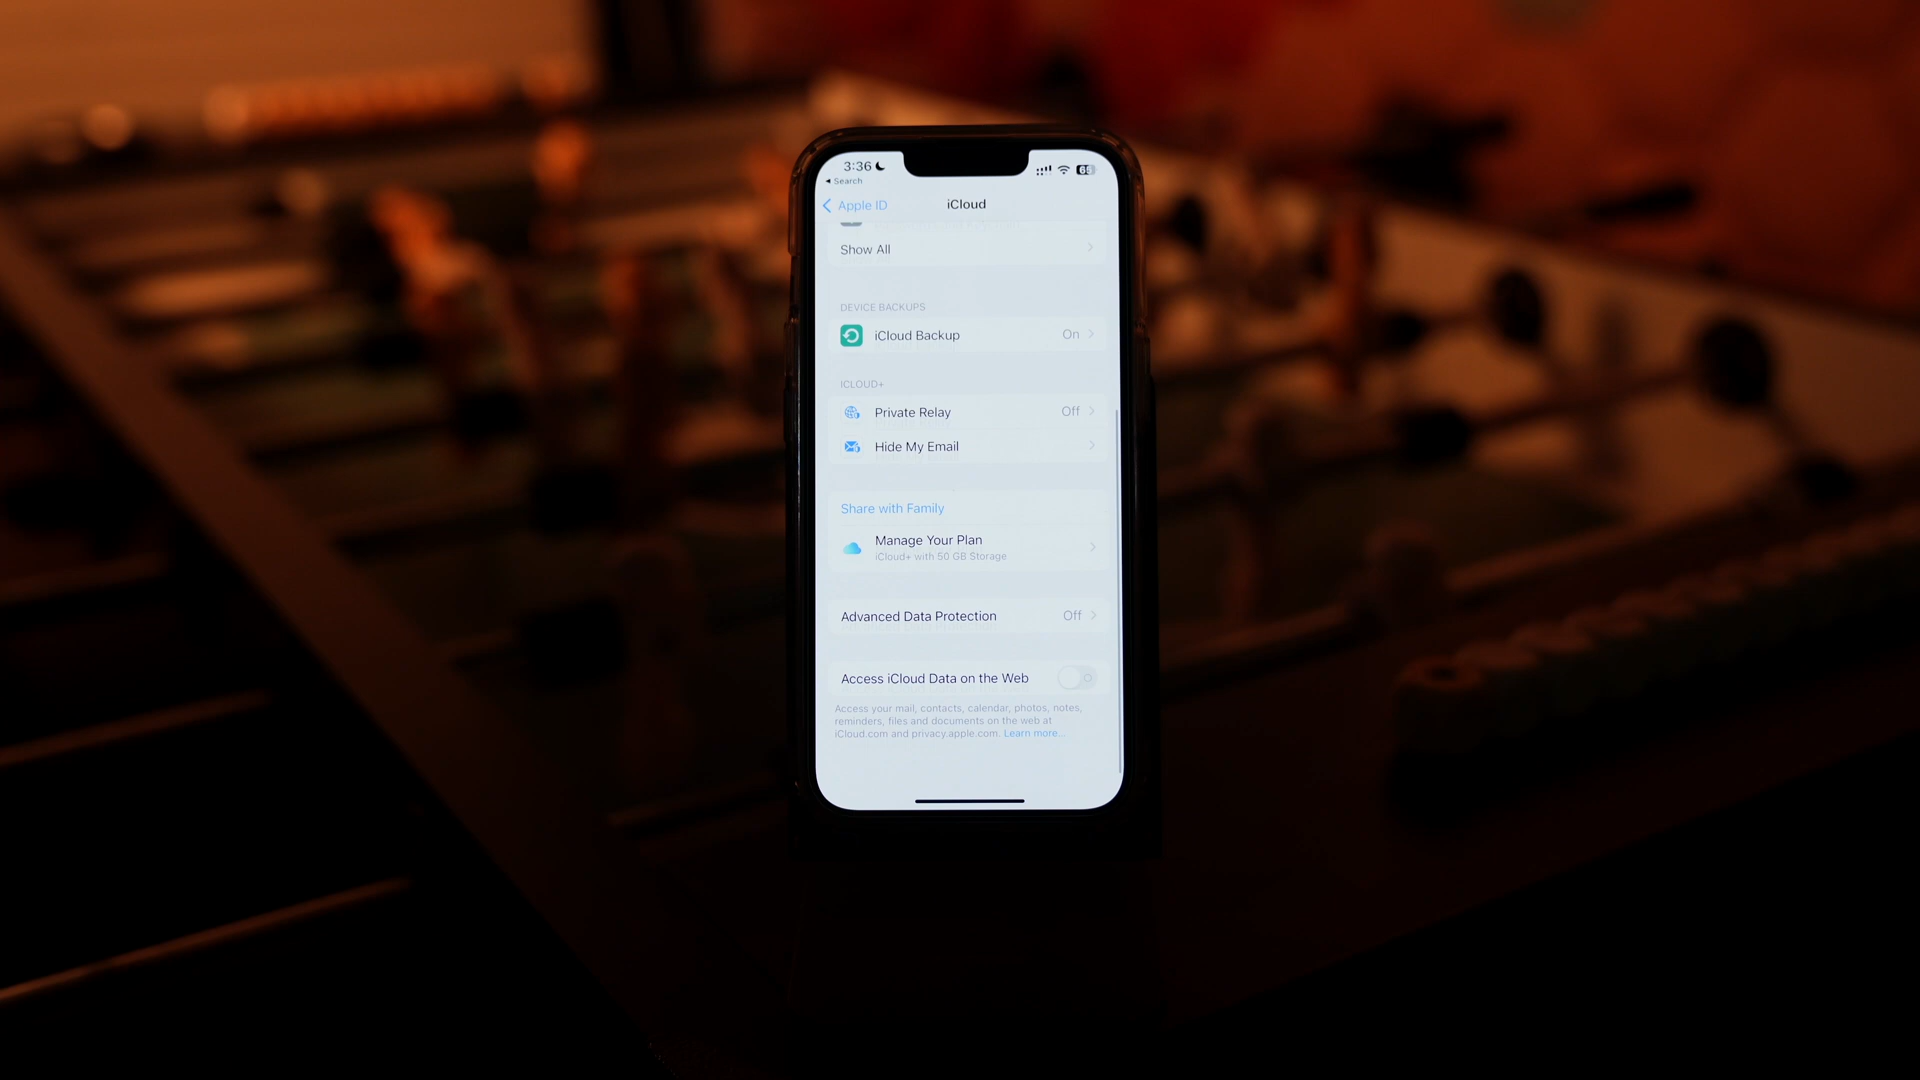 3:36
Search
Apple ID
iCloud
Show All
DEVICE BACKUPS
iCloud Backup
On
ICLOUD+
Private Relay
Off
Hide My Email
Share with Family
Manage Your Plan
iCloud+ with 50 GB Storage
Advanced Data Protection
Off
Access iCloud Data on the Web
Access your mail, contacts, calendar, photos, notes,
reminders, files and documents on the web at
iCloud.com and privacy.apple.com. Learn more...